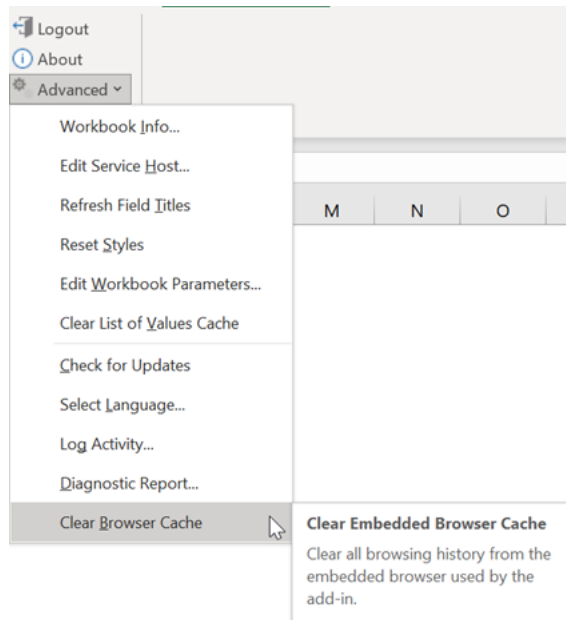 Logout
About
Advanced
Workbook Info...
Edit Service Host...
Refresh Field Titles
M N O
Reset Styles
Edit Workbook Parameters...
Clear List of Values Cache
Check for Updates
Select Language...
Log Activity...
Diagnostic Report...
Clear Browser Cache
Clear Embedded Browser Cache
Clear all browsing history from the
embedded browser used by the
add-in.